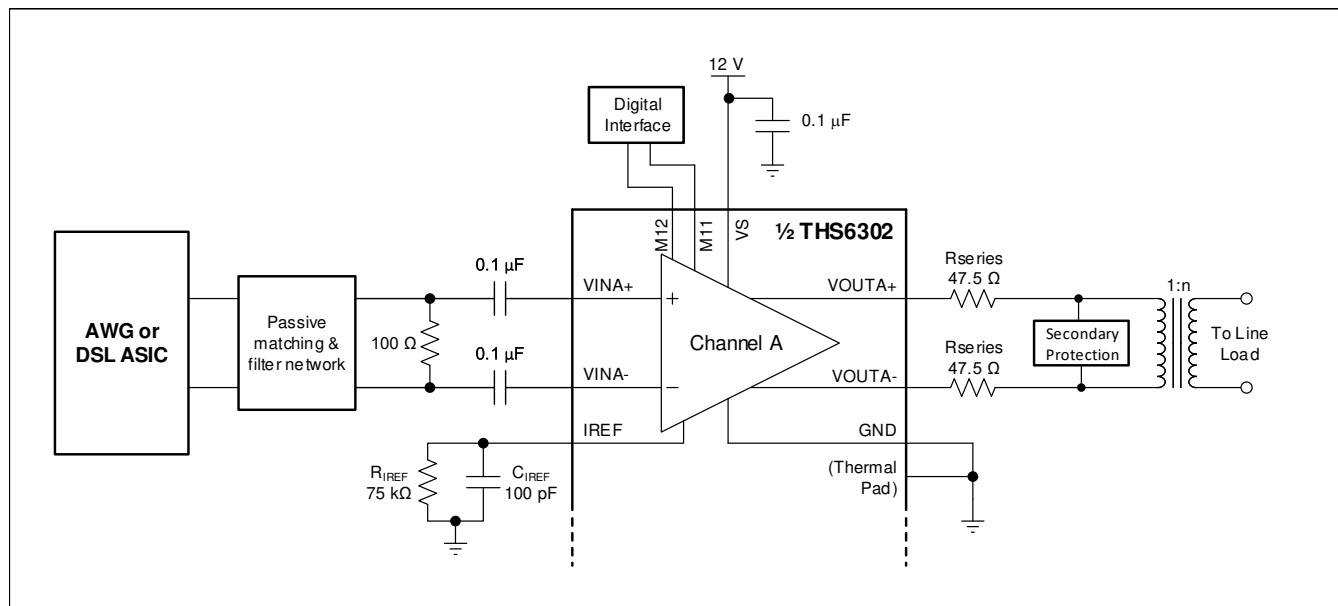 12 V
Digital
Interface
0.1 μF
M12
M11
VS
½ THS6302
AWG or
DSL ASIC
Passive
matching &
filter network
100 Ω
0.1 μF
0.1 μF
VINA+
VINA-
IREF
+
−
Channel A
VOUTA+
VOUTA-
GND
(Thermal
Pad)
Rseries
47.5 Ω
Rseries
47.5 Ω
Secondary
Protection
1:n
To Line
Load
RIREF
75 kΩ
CIREF
100 pF